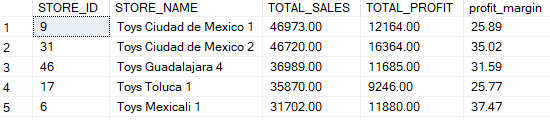 STORE_ID STORE_NAME TOTAL_SALES TOTAL_PROFIT profit_margin
1 9 Toys Ciudad de Mexico 1 46973.00 12164.00 25.89
2 31 Toys Ciudad de Mexico 2 46720.00 16364.00 35.02
3 46 Toys Guadalajara 4 36989.00 11685.00 31.59
4 17 Toys Toluca 1 35870.00 9246.00 25.77
5 6 Toys Mexicali 1 31702.00 11880.00 37.47